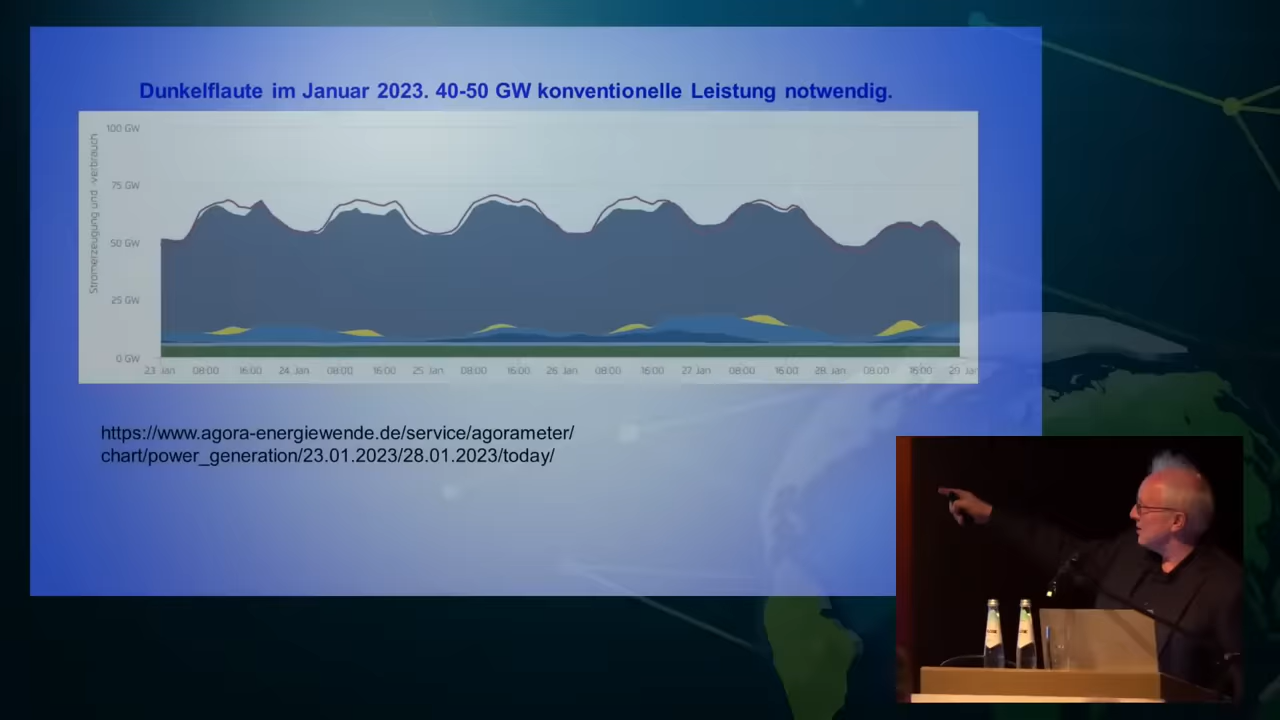 Dunkelflaute im Januar 2023. 40-50 GW konventionelle Leistung notwendig.
100 GW
75 GW
50 GW
25 GW
0 GW
Stromerzeugung und -verbrauch
23. Jan 08:00 16:00 24. Jan 08:00 16:00 25. Jan 08:00 16:00 26. Jan 08:00 16:00 27. Jan 08:00 16:00 28. Jan 08:00 16:00 29. Jan
https://www.agora-energiewende.de/service/agorameter/
chart/power_generation/23.01.2023/28.01.2023/today/